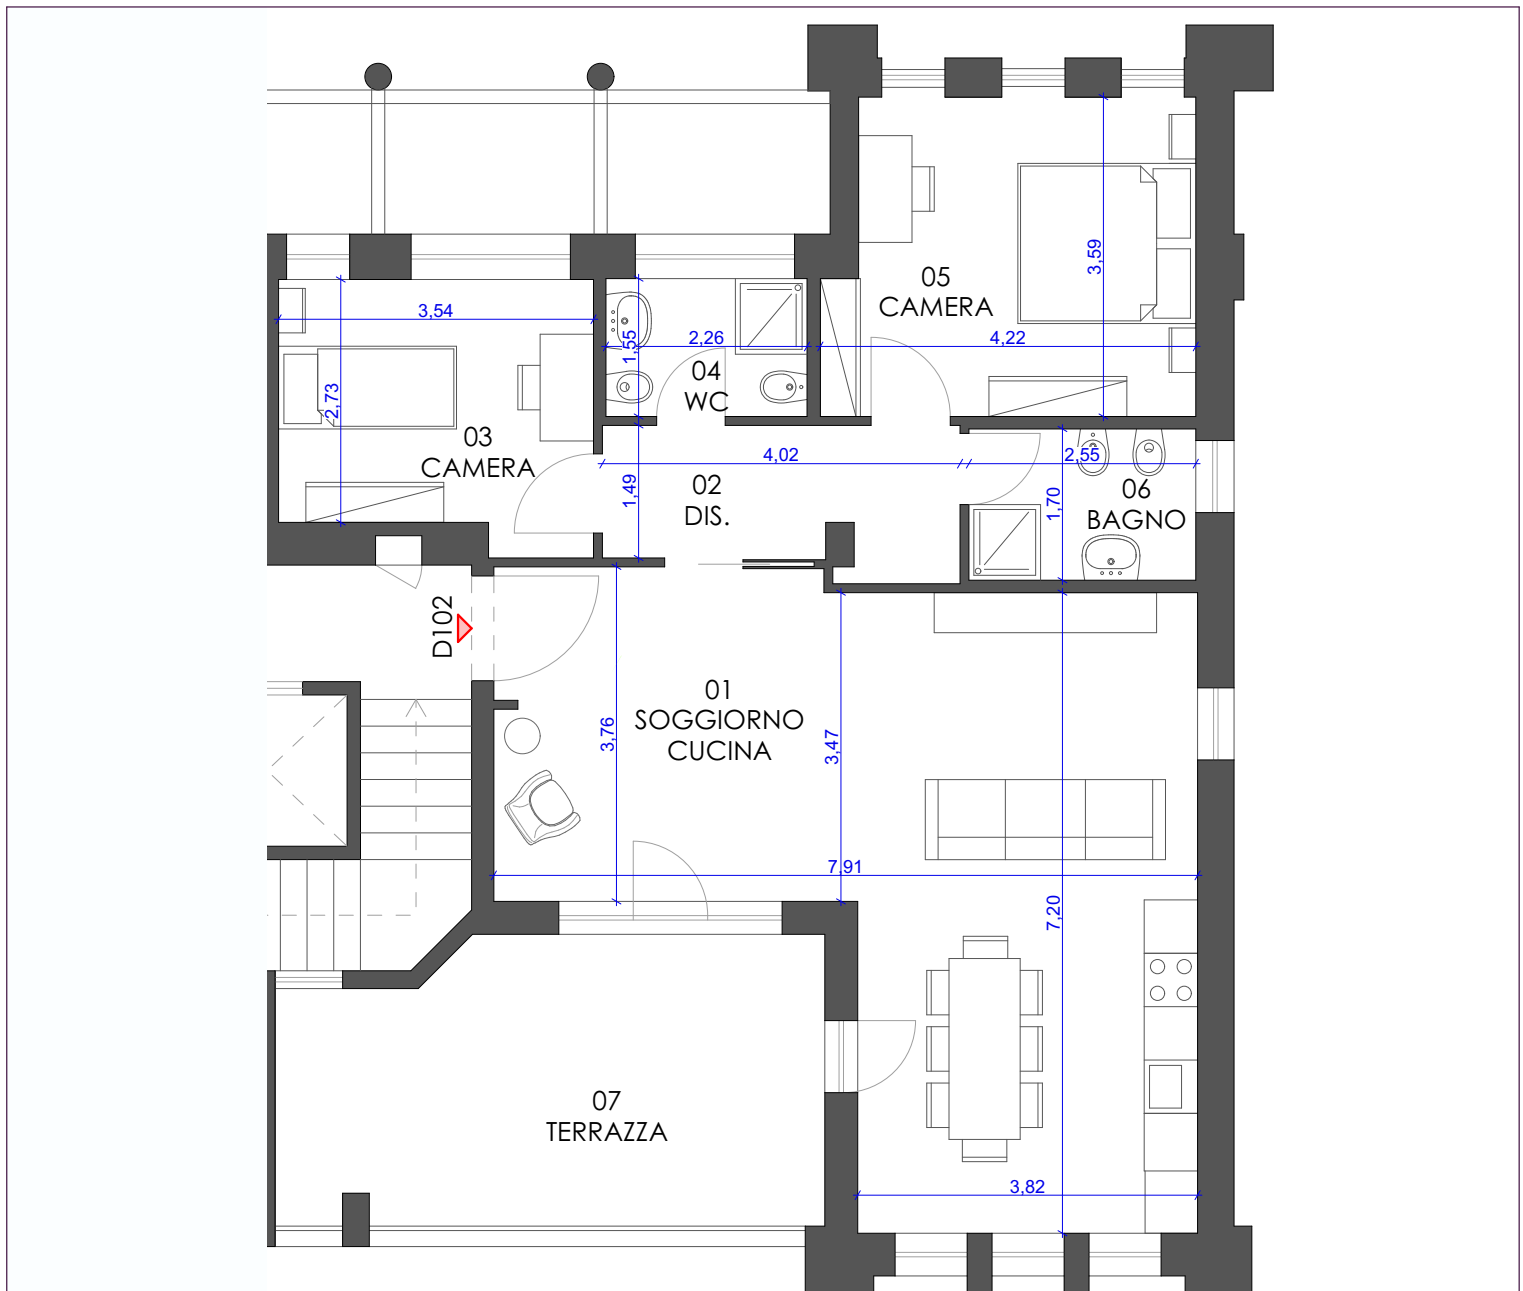 3,59
05
CAMERA
4,22
3,54
1,55
2,26
04
WC
2,73
03
CAMERA
4,02
1,49
02
DIS.
2,55
1,70
06
BAGNO
D102
01
SOGGIORNO
CUCINA
3,76
3,47
7,91
7,20
07
TERRAZZA
3,82